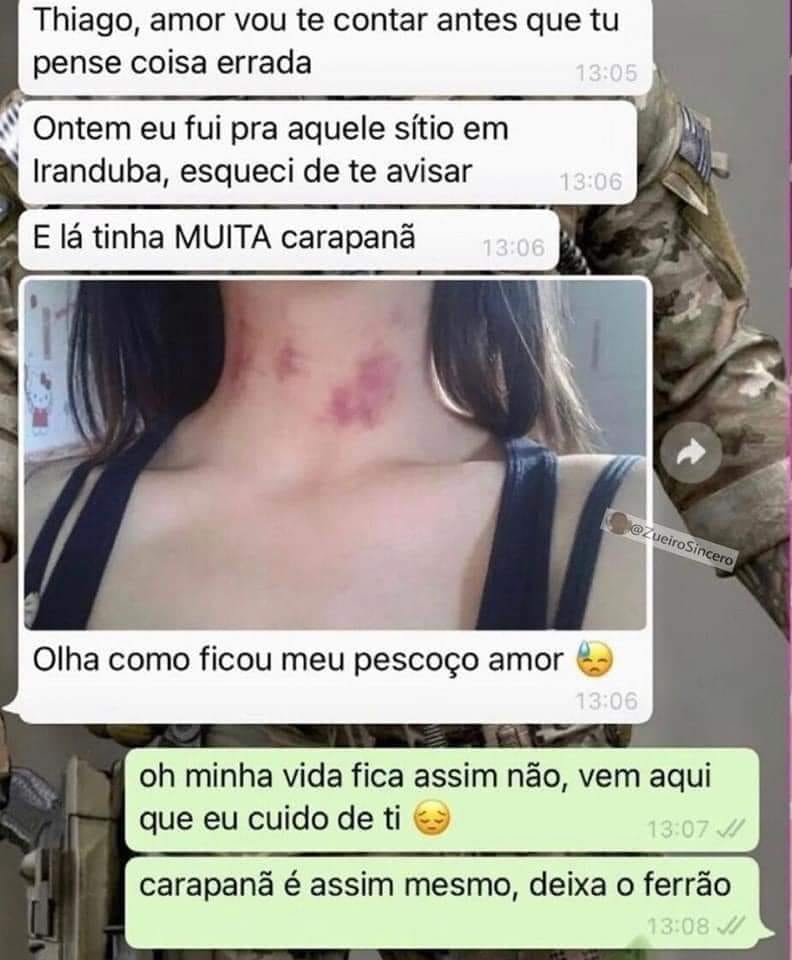 Thiago, amor vou te contar antes que tu
pense coisa errada
13:05
Ontem eu fui pra aquele sítio em
Iranduba, esqueci de te avisar
13:06
E lá tinha MUITA carapanã
13:06
@ZueiroSincero
Olha como ficou meu pescoço amor 😓
13:06
oh minha vida fica assim não, vem aqui
que eu cuido de ti 😔
13:07
carapanã é assim mesmo, deixa o ferrão
13:08